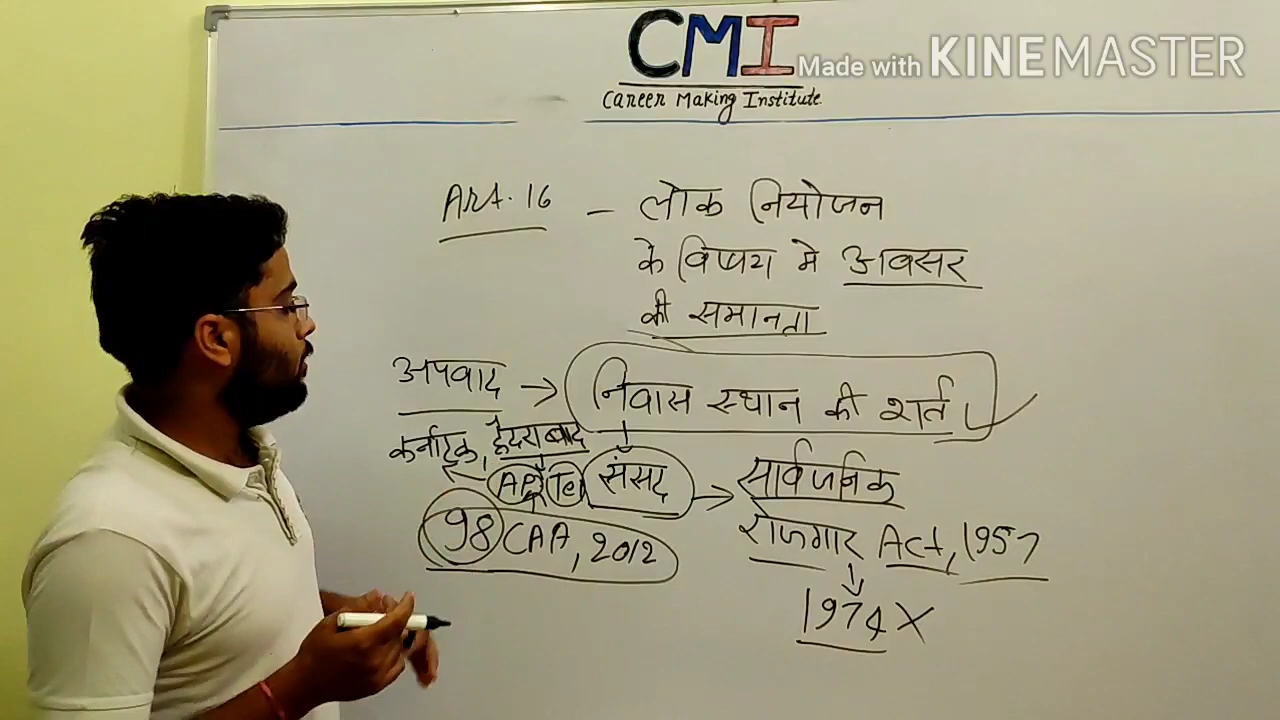 CMI
Made with KINEMASTER
Career Making Institute
Art. 16 – लोक नियोजन
के विषय मे अवसर
की समानता
अपवाद → निवास स्थान की शर्त
कर्नाटक, हैदराबाद
AP Te संसद → सार्वजनिक
रोजगार Act, 1957
98 CAA, 2012
1974 X